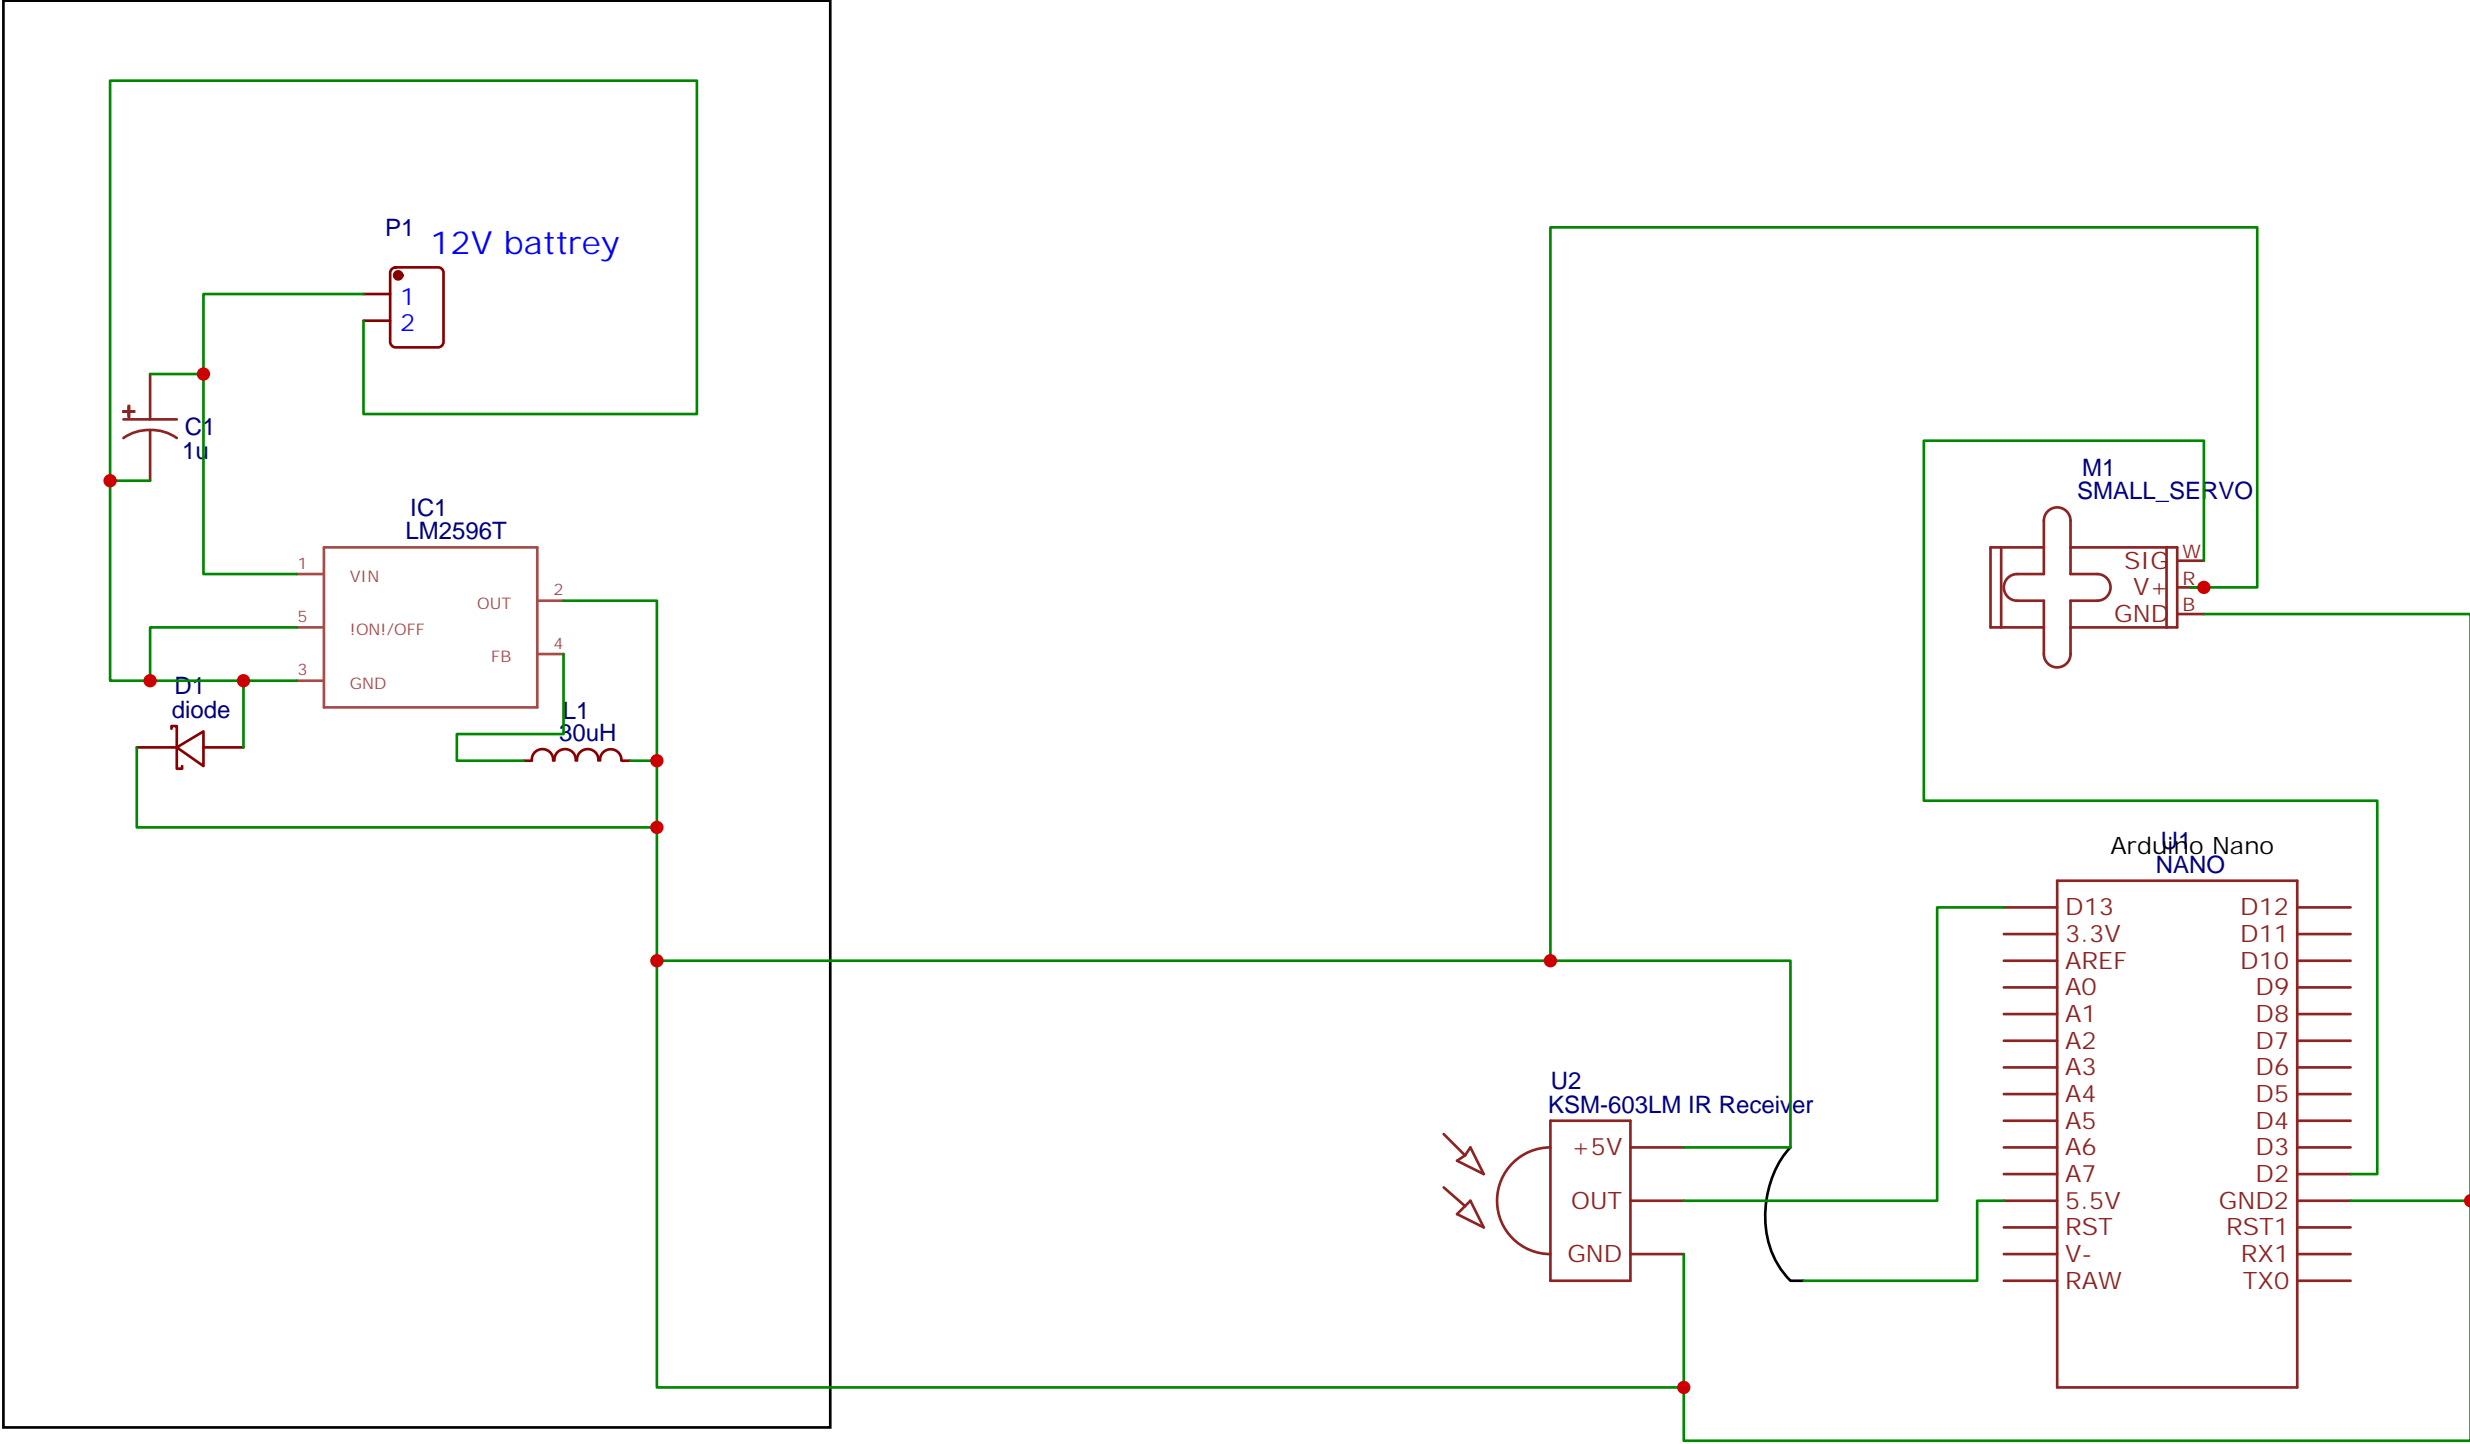 P1
12V battrey
1
2
+
C1
1u
IC1
LM2596T
1
VIN
5
!ON!/OFF
3
GND
2
OUT
4
FB
D1
diode
L1
30uH
M1
SMALL_SERVO
SIG
W
V+
R
GND
B
U1
Arduino Nano
NANO
D13
3.3V
AREF
A0
A1
A2
A3
A4
A5
A6
A7
5.5V
RST
V-
RAW
D12
D11
D10
D9
D8
D7
D6
D5
D4
D3
D2
GND2
RST1
RX1
TX0
U2
KSM-603LM IR Receiver
+5V
OUT
GND